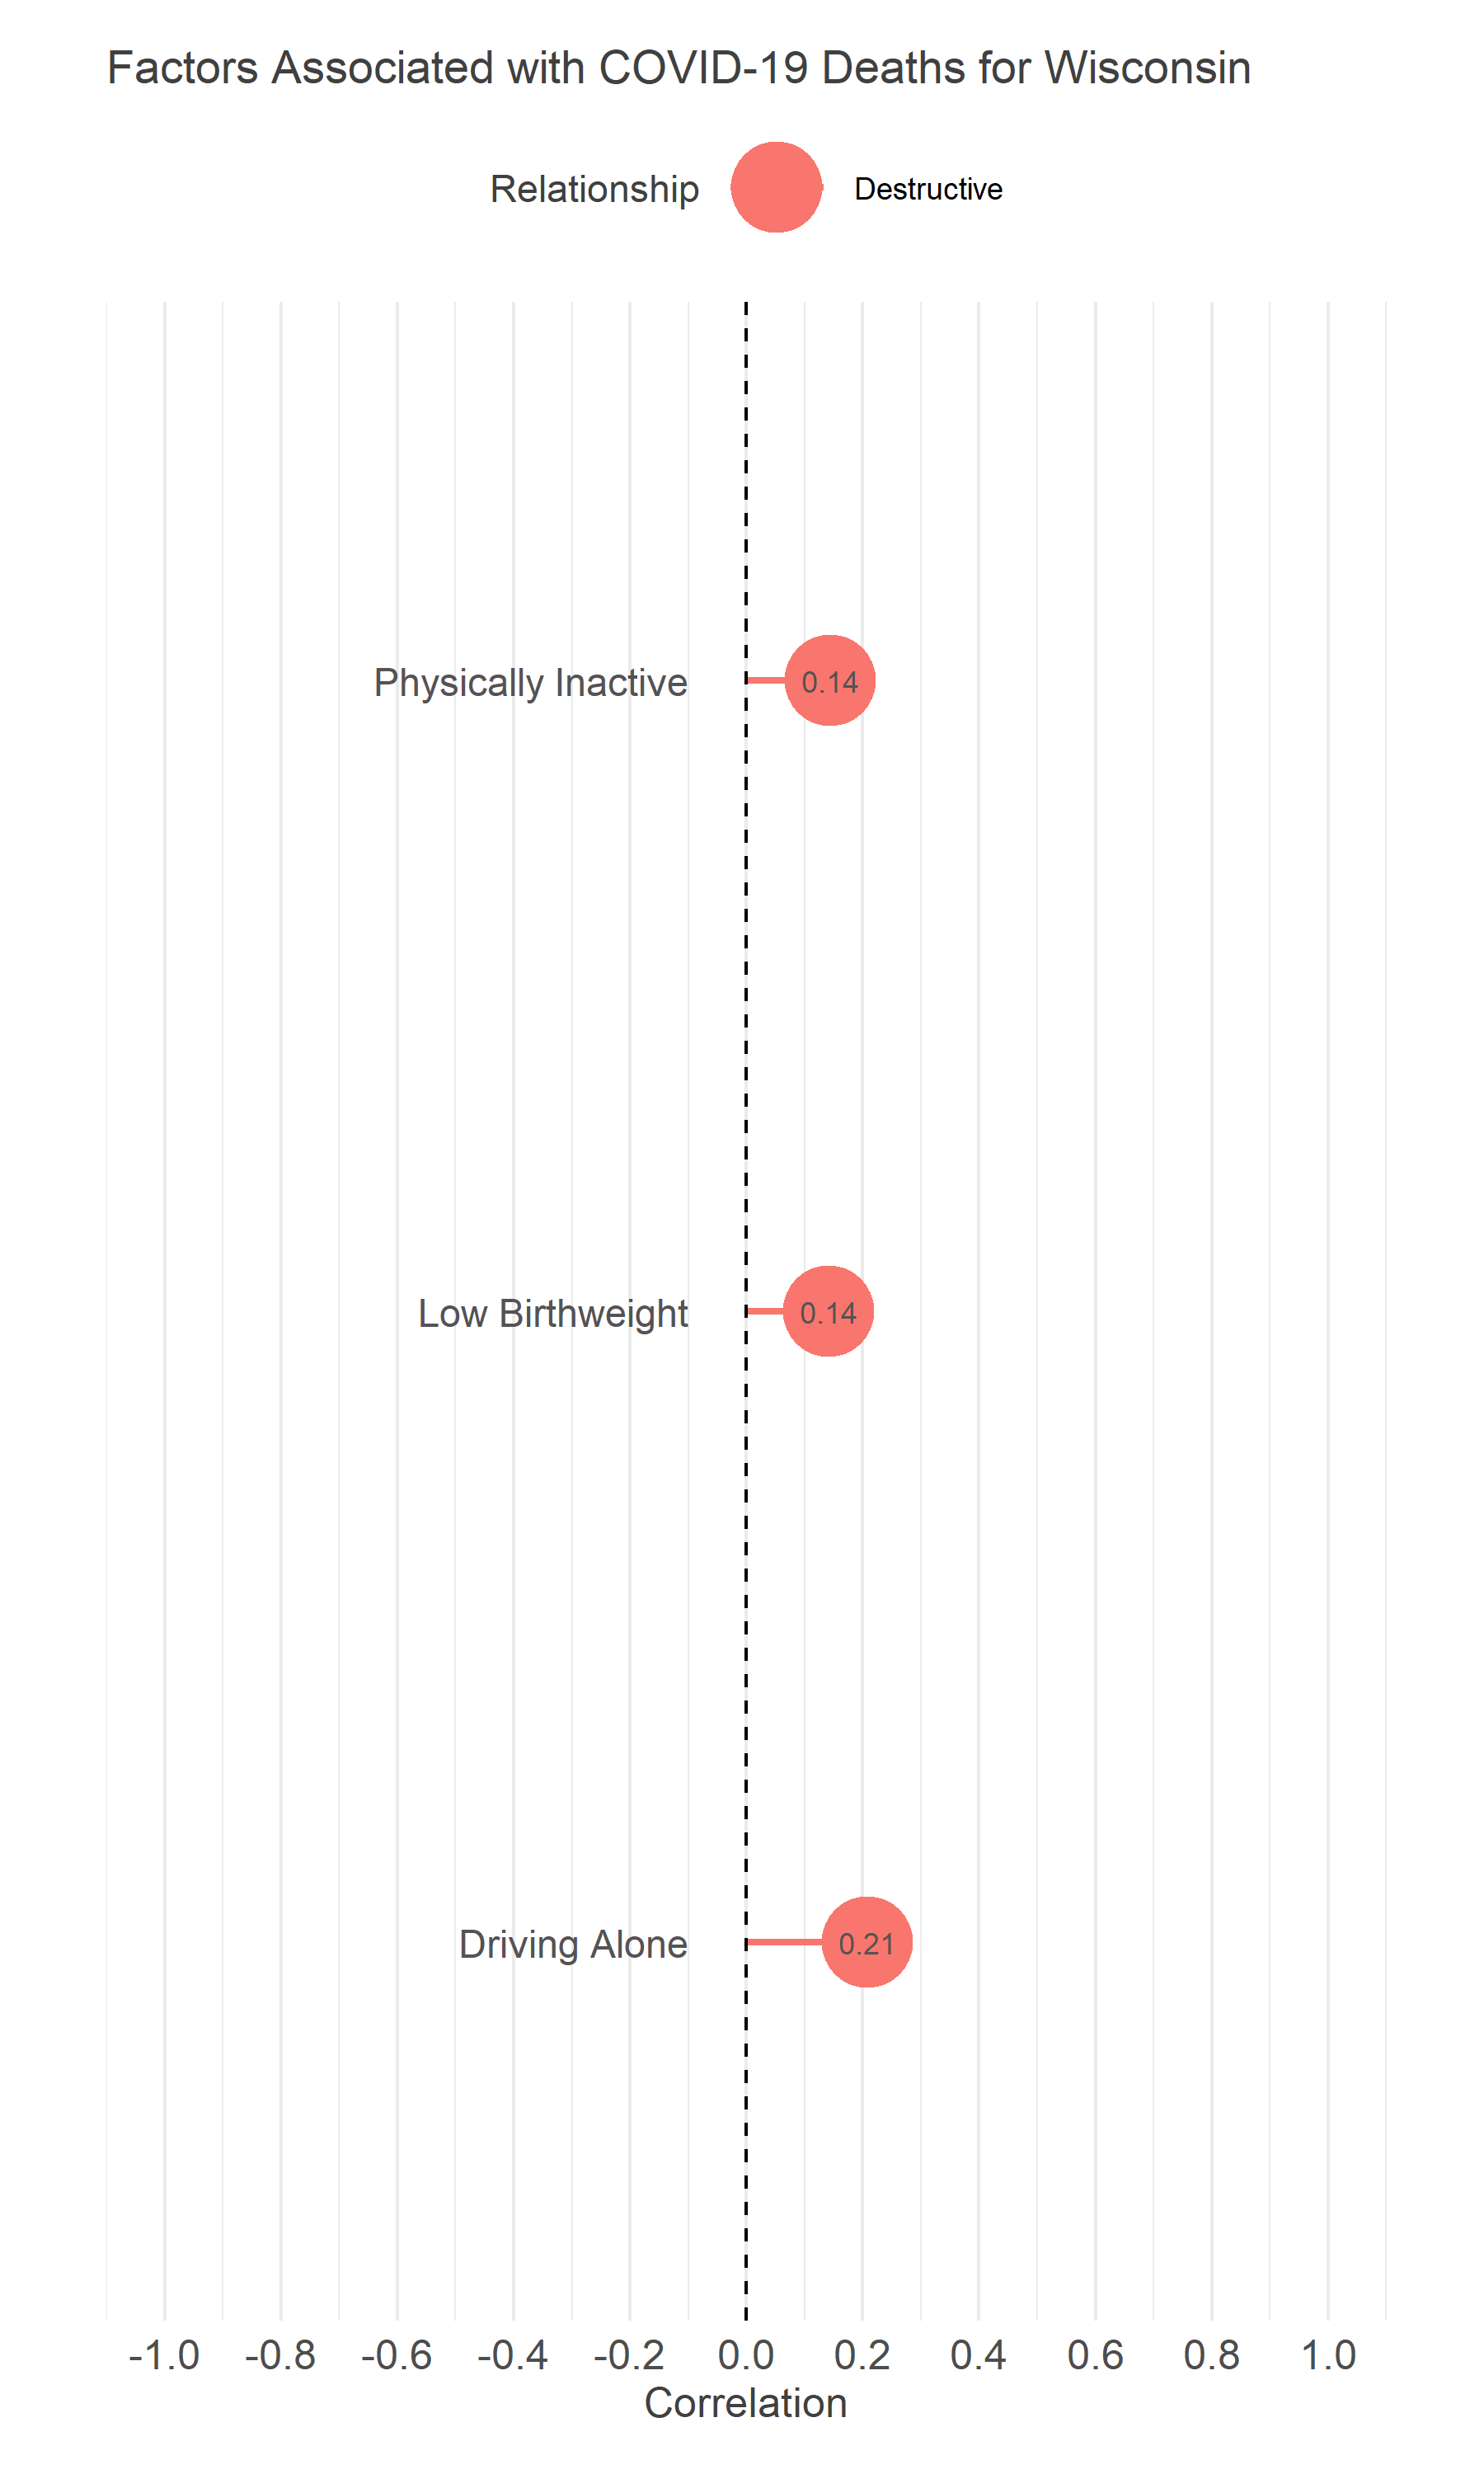 Factors Associated with COVID-19 Deaths for Wisconsin
Relationship Destructive
Physically Inactive 0.14
Low Birthweight 0.14
Driving Alone 0.21
-1.0 -0.8 -0.6 -0.4 -0.2 0.0 0.2 0.4 0.6 0.8 1.0
Correlation